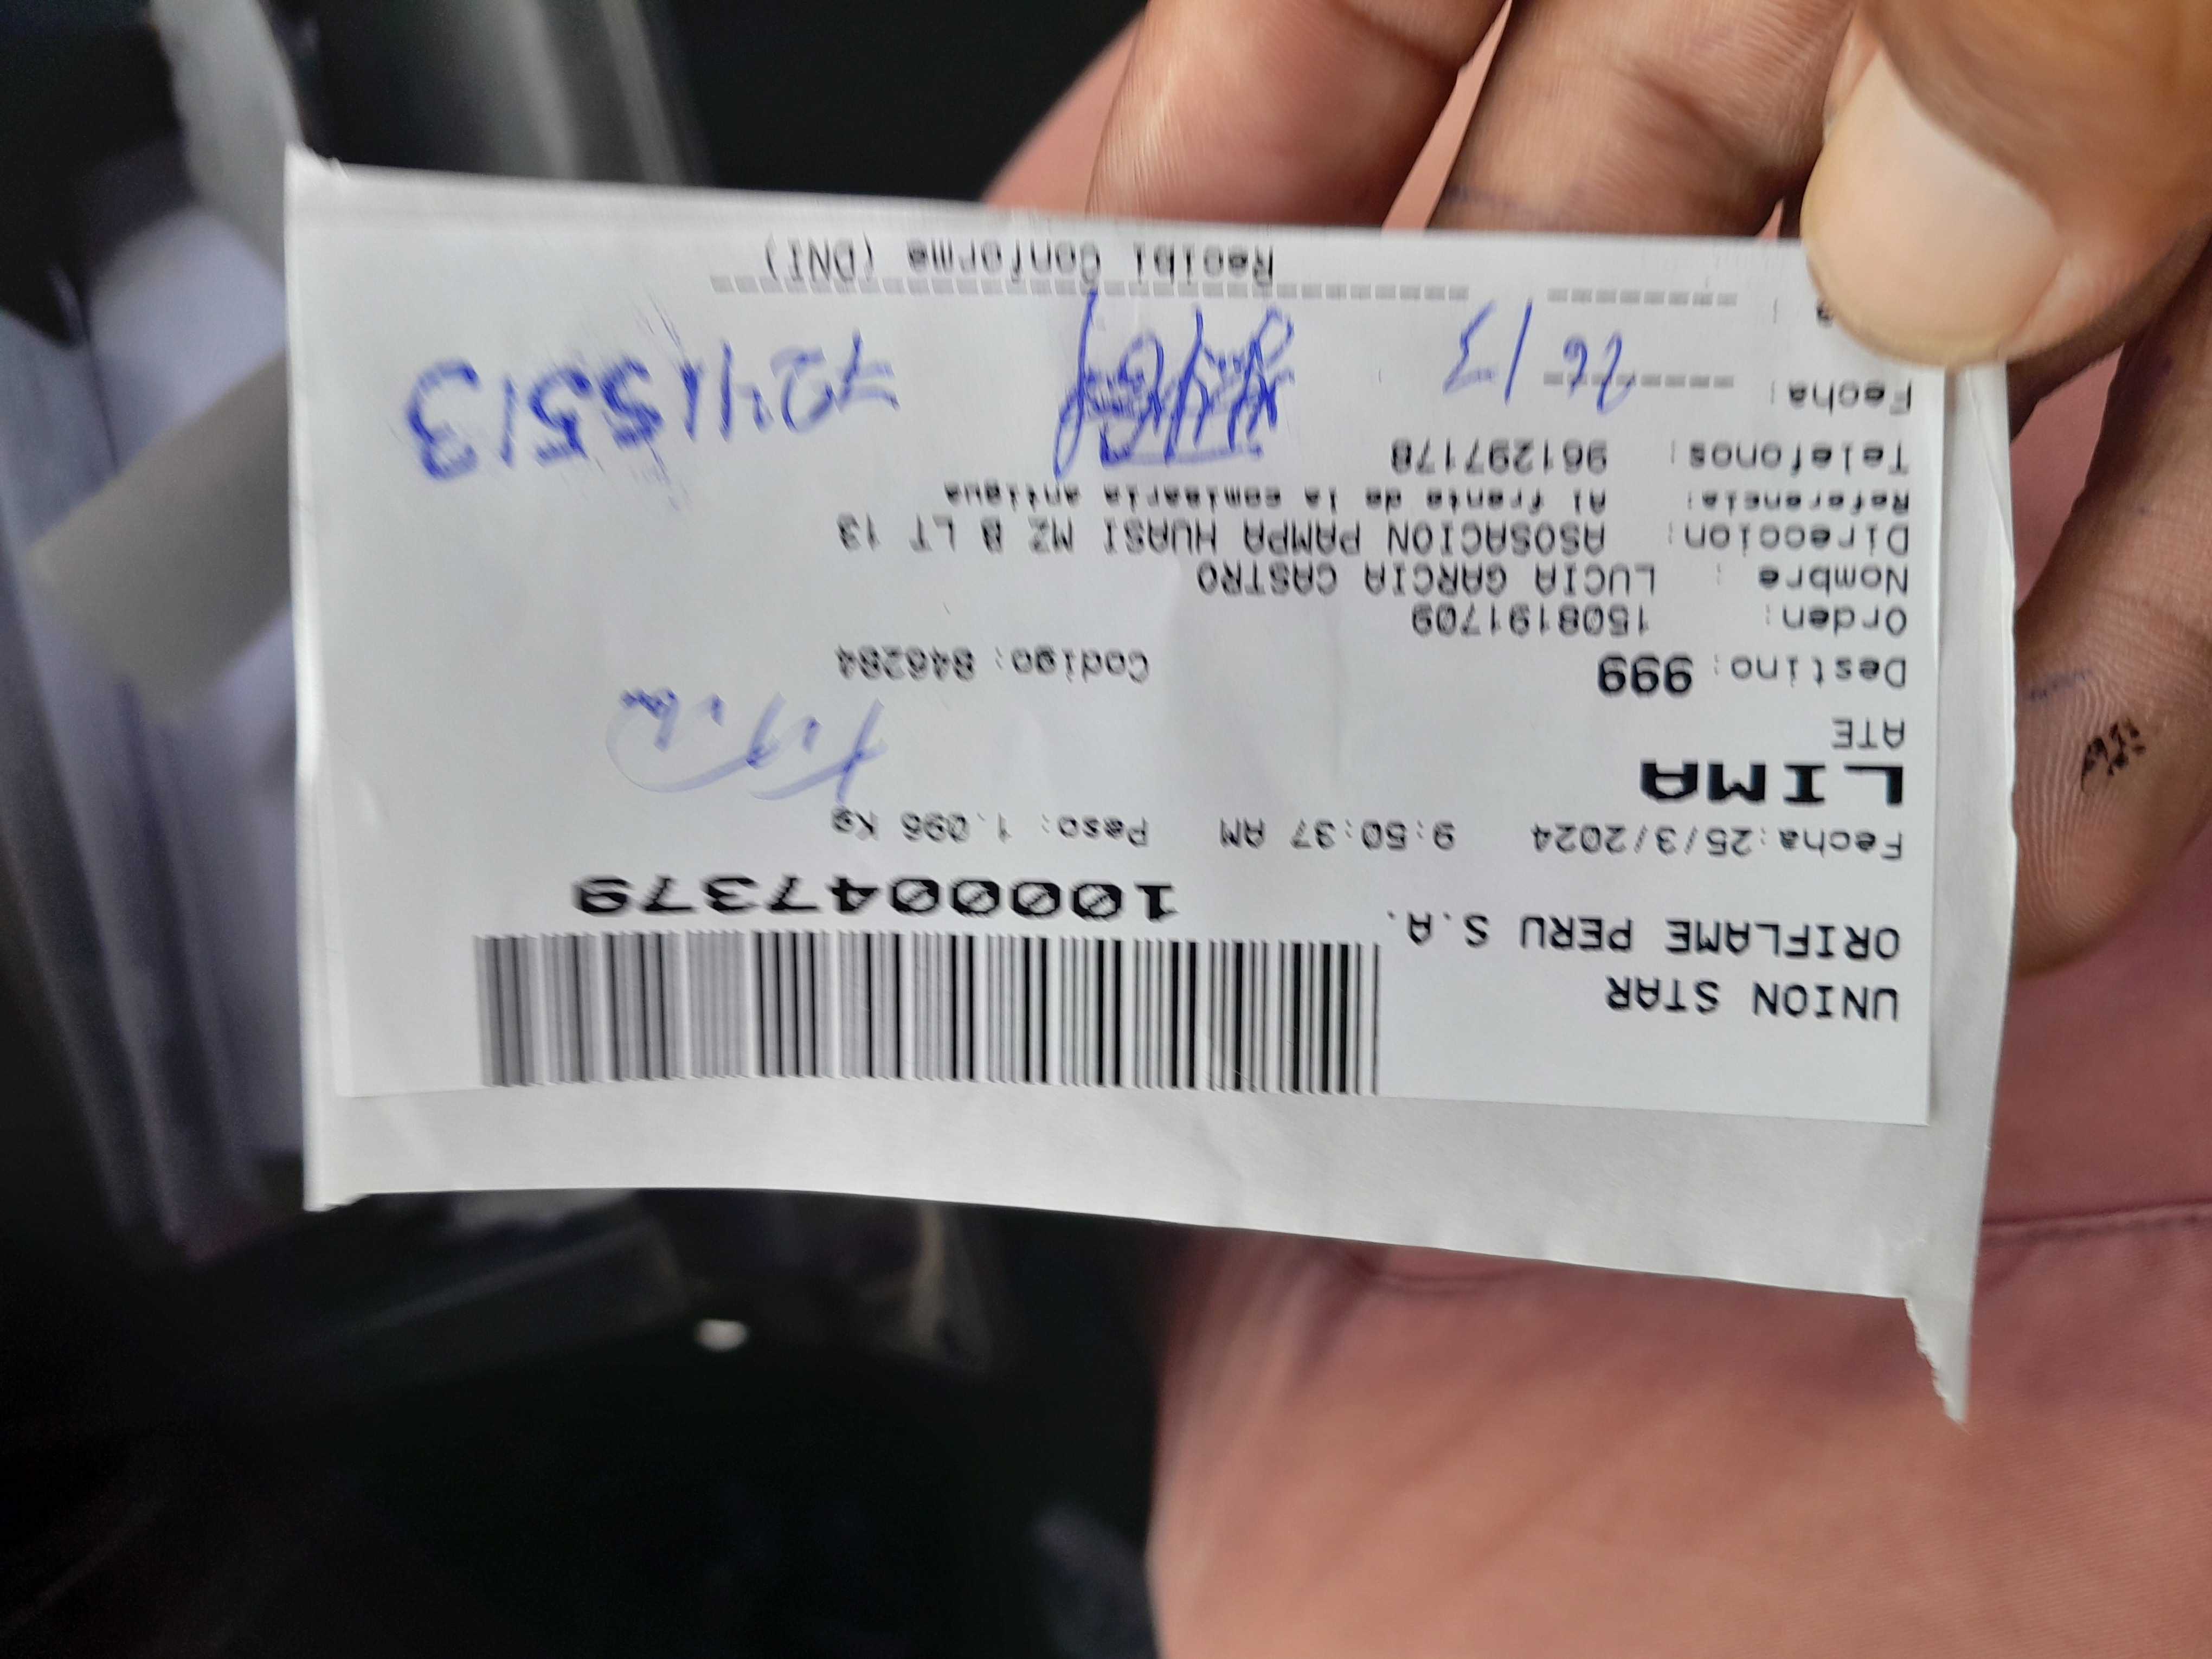 UNION STAR
ORIFLAME PERU S.A.
1000047379
Fecha:25/3/2024 9:50:37 AM Peso: 1.096 Kg
LIMA
ATE
Destino: 999 Codigo: 846284
Orden: 1508191709
Nombre : LUCIA GARCIA CASTRO
Direccion: ASOSACION PAMPA HUASI MZ B LT 13
Referencia: Al frente de la comisaria antigua
Telefonos: 961297178
Fecha: 26/3
Recibi Conforme (DNI)